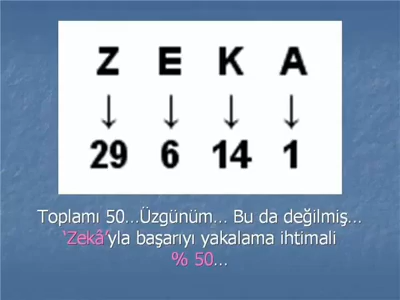 Z E K A
↓ ↓ ↓ ↓
29 6 14 1
Toplamı 50...Üzgünüm... Bu da değilmiş...
'Zekâ'yla başarıyı yakalama ihtimali
% 50...